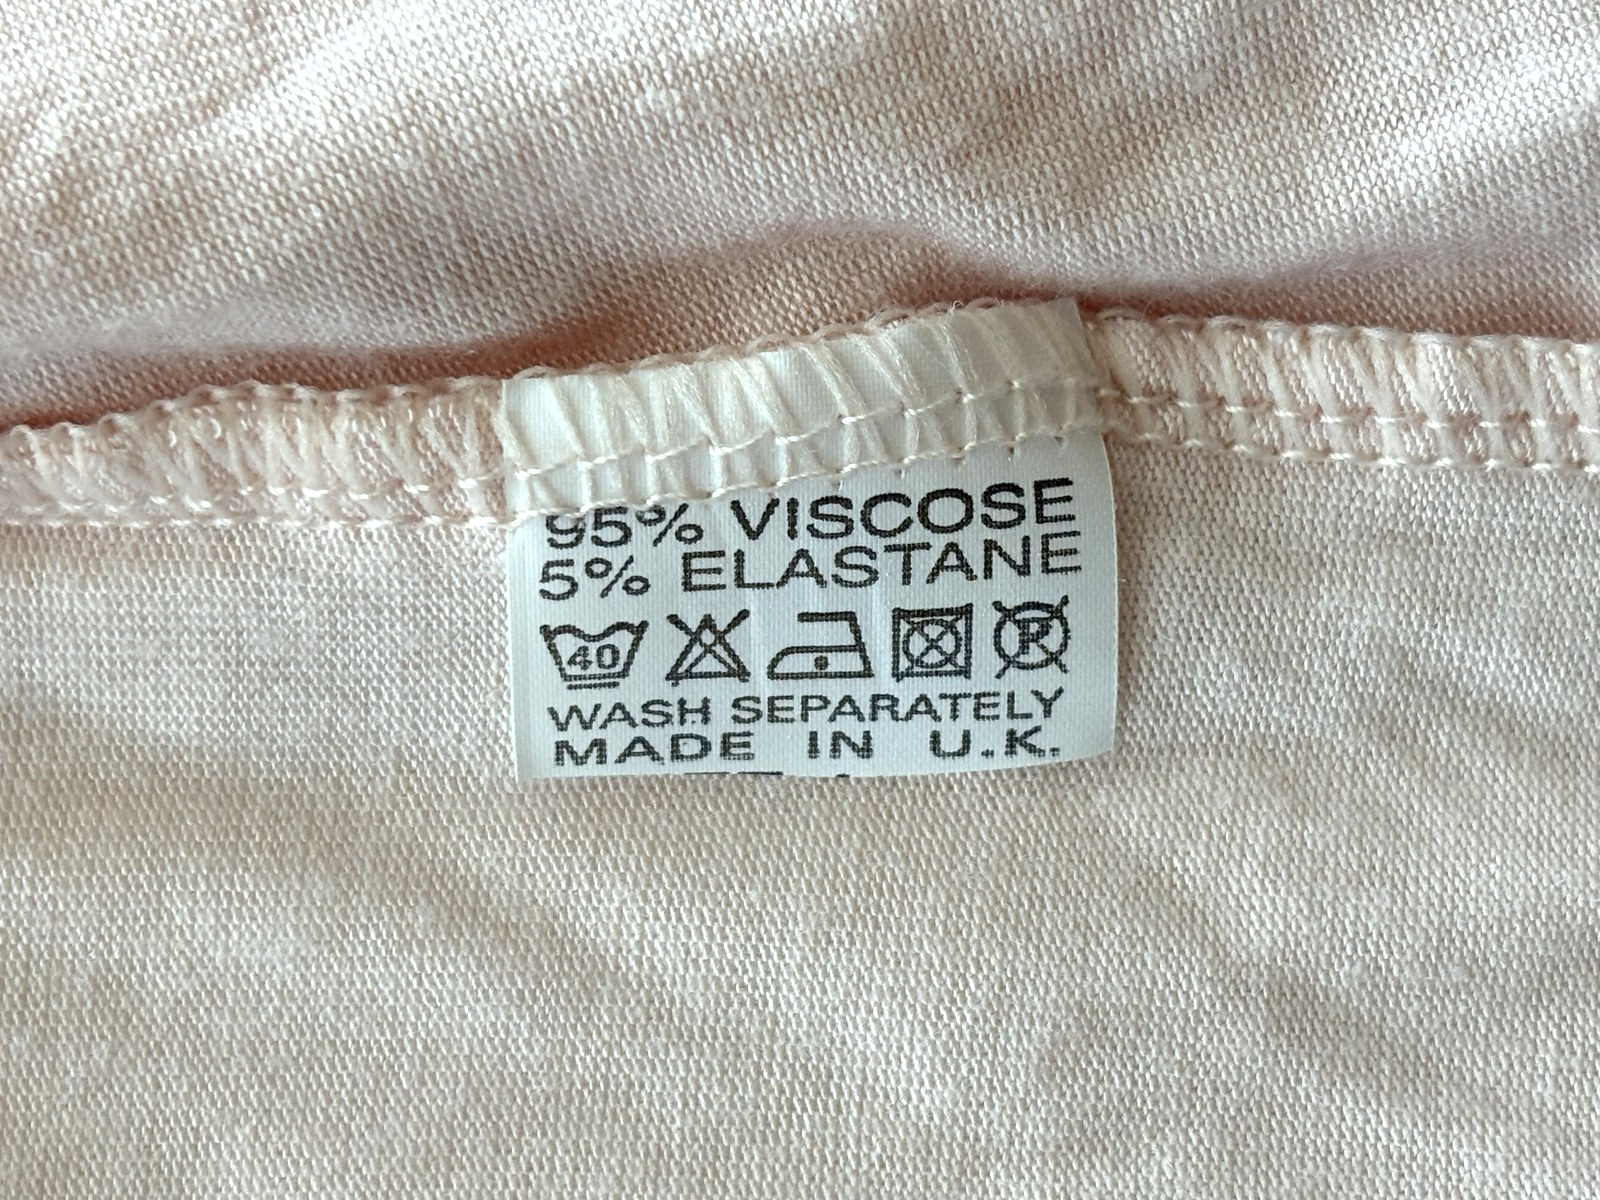 95% VISCOSE
5% ELASTANE
40 P
WASH SEPARATELY
MADE IN U.K.